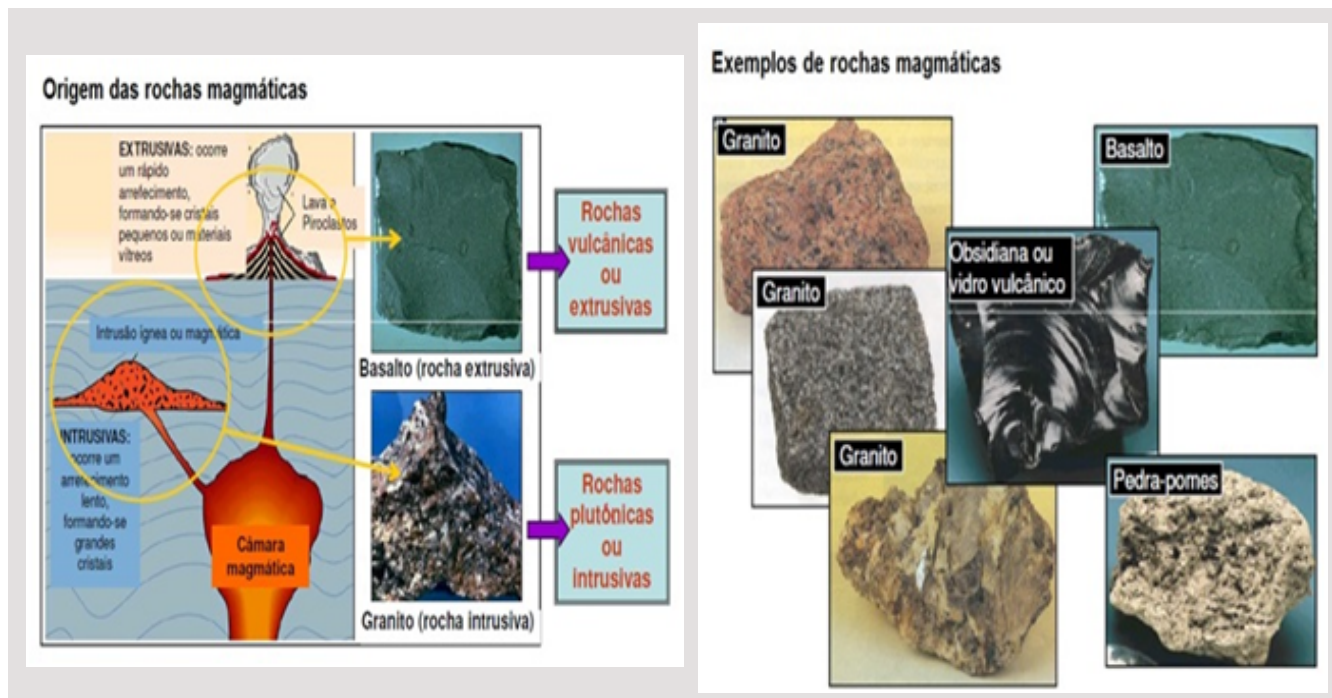 Origem das rochas magmáticas
EXTRUSIVAS: ocorre
um rápido
arrefecimento,
formando-se cristais
pequenos ou materiais
vítreos
Lava e
Piroclastos
Intrusão ígnea ou magmática
INTRUSIVAS:
ocorre um
arrefecimento
lento,
formando-se
grandes
cristais
Câmara
magmática
Basalto (rocha extrusiva)
Granito (rocha intrusiva)
Rochas
vulcânicas
ou
extrusivas
Rochas
plutônicas
ou
intrusivas
Exemplos de rochas magmáticas
Granito
Basalto
Obsidiana ou
vidro vulcânico
Granito
Granito
Pedra-pomes